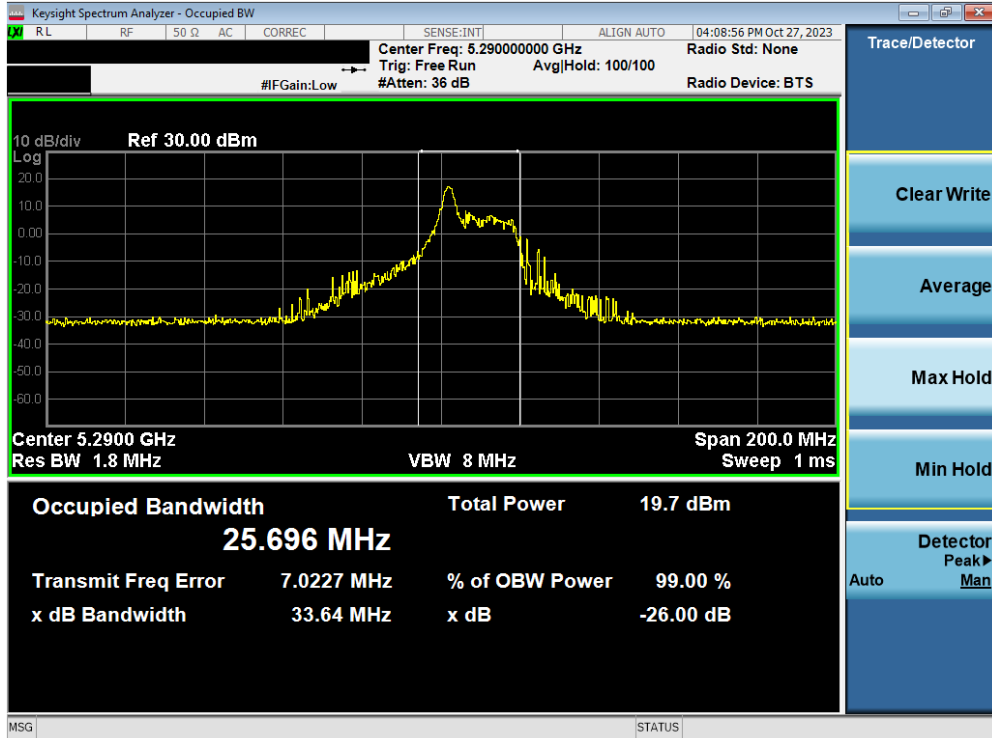 Keysight Spectrum Analyzer - Occupied BW
LXI RL RF 50 Ω AC CORREC SENSE:INT ALIGN AUTO 04:08:56 PM Oct 27, 2023
Center Freq: 5.290000000 GHz Radio Std: None
Trig: Free Run Avg|Hold: 100/100
#IFGain:Low #Atten: 36 dB Radio Device: BTS
10 dB/div Ref 30.00 dBm
Log
20.0
10.0
0.00
-10.0
-20.0
-30.0
-40.0
-50.0
-60.0
Center 5.2900 GHz Span 200.0 MHz
Res BW 1.8 MHz VBW 8 MHz Sweep 1 ms
Occupied Bandwidth Total Power 19.7 dBm
25.696 MHz
Transmit Freq Error 7.0227 MHz % of OBW Power 99.00 %
x dB Bandwidth 33.64 MHz x dB -26.00 dB
MSG STATUS
Trace/Detector
Clear Write
Average
Max Hold
Min Hold
Detector
Peak▶
Auto Man